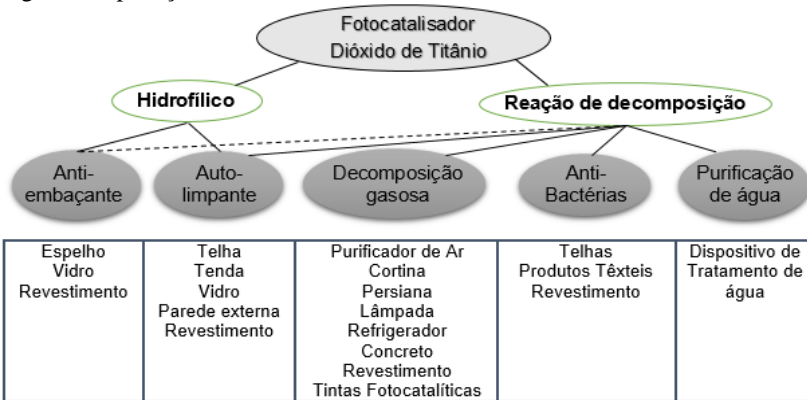 Fotocatalisador
Dióxido de Titânio
Hidrofílico
Reação de decomposição
Anti-
embaçante
Auto-
limpante
Decomposição
gasosa
Anti-
Bactérias
Purificação
de água
Espelho
Vidro
Revestimento
Telha
Tenda
Vidro
Parede externa
Revestimento
Purificador de Ar
Cortina
Persiana
Lâmpada
Refrigerador
Concreto
Revestimento
Tintas Fotocatalíticas
Telhas
Produtos Têxteis
Revestimento
Dispositivo de
Tratamento de
água